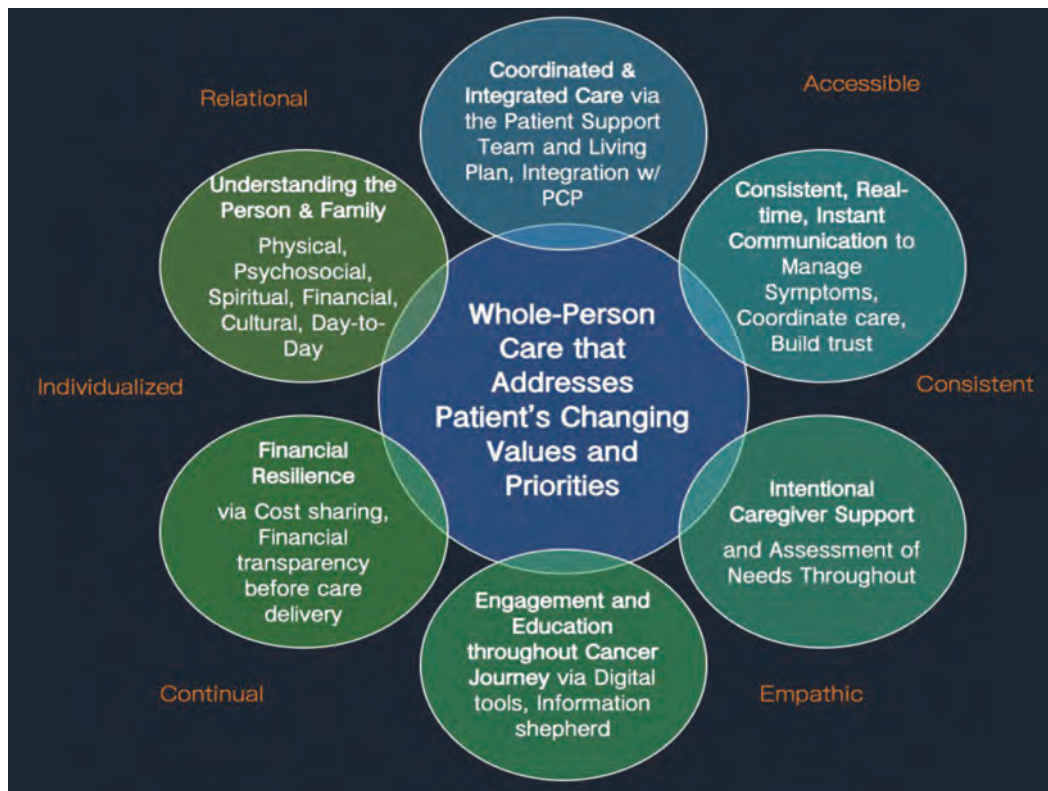 Relational
Accessible
Coordinated &
Integrated Care via
the Patient Support
Team and Living
Plan, Integration w/
PCP
Understanding the
Person & Family
Physical,
Psychosocial,
Spiritual, Financial,
Cultural, Day-to-
Day
Consistent, Real-
time, Instant
Communication to
Manage
Symptoms,
Coordinate care,
Build trust
Whole-Person
Care that
Addresses
Patient's Changing
Values and
Priorities
Individualized
Consistent
Financial
Resilience
via Cost sharing,
Financial
transparency
before care
delivery
Intentional
Caregiver Support
and Assessment of
Needs Throughout
Engagement and
Education
throughout Cancer
Journey via Digital
tools, Information
shepherd
Continual
Empathic